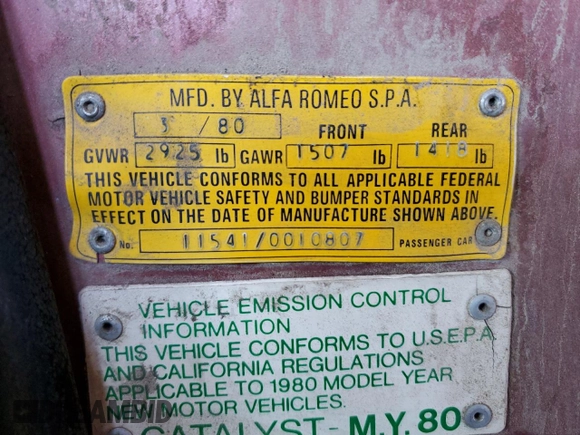 MFD. BY ALFA ROMEO S.P.A.
3 /80 FRONT REAR
GVWR 2925 lb GAWR 1507 lb 1418 lb
THIS VEHICLE CONFORMS TO ALL APPLICABLE FEDERAL
MOTOR VEHICLE SAFETY AND BUMPER STANDARDS IN
EFFECT ON THE DATE OF MANUFACTURE SHOWN ABOVE.
No. 11541/0010807 PASSENGER CAR
VEHICLE EMISSION CONTROL
INFORMATION
THIS VEHICLE CONFORMS TO U.S.E.P.A
AND CALIFORNIA REGULATIONS
APPLICABLE TO 1980 MODEL YEAR
NEW MOTOR VEHICLES.
CATALYST - M.Y. 80